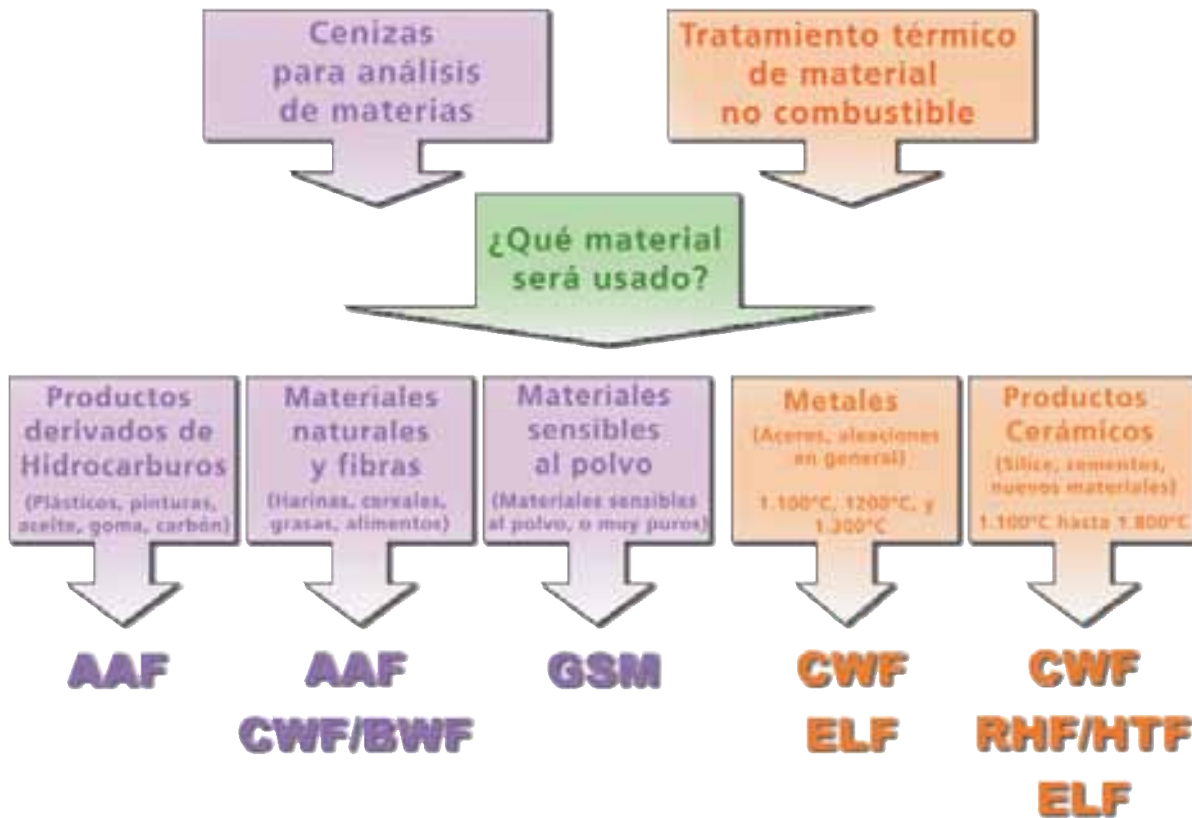 Cenizas
para análisis
de materias
Tratamiento térmico
de material
no combustible
¿Qué material
será usado?
Productos
derivados de
Hidrocarburos
(Plásticos, pinturas,
aceite, goma, carbón)
Materiales
naturales
y fibras
(Harinas, cereales,
grasas, alimentos)
Materiales
sensibles
al polvo
(Materiales sensibles
al polvo, o muy puros)
Metales
(Aceros, aleaciones
en general)
1.100°C, 1200°C, y
1.300°C
Productos
Cerámicos
(Sílice, cementos,
nuevos materiales)
1.100°C hasta 1.800°C
AAF
AAF
CWF/BWF
GSM
CWF
ELF
CWF
RHF/HTF
ELF